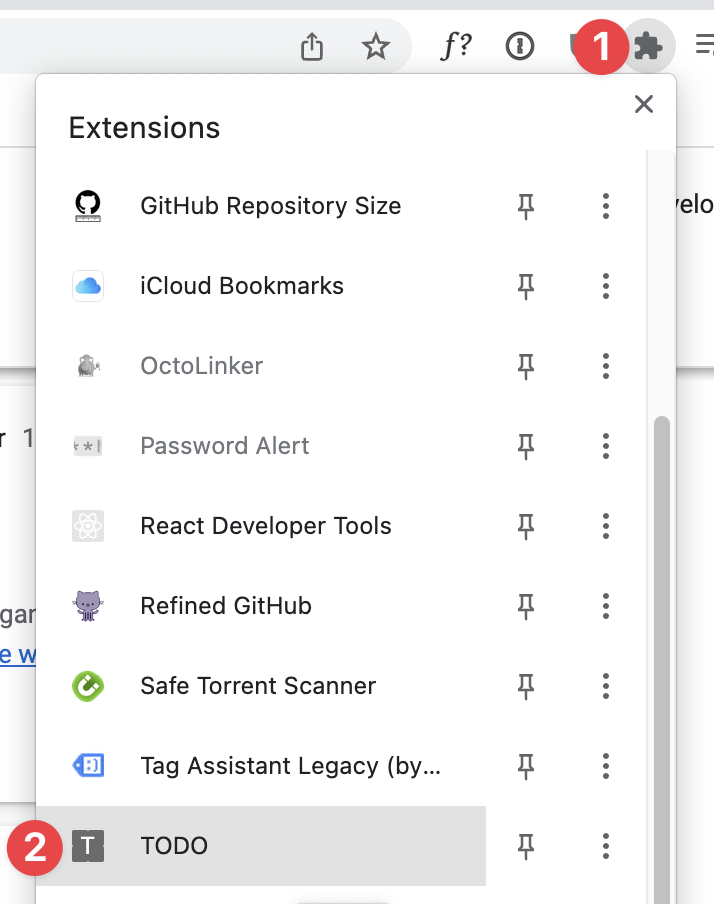 f?
1
Extensions
GitHub Repository Size
velo
iCloud Bookmarks
OctoLinker
r 1
Password Alert
**|
React Developer Tools
Refined GitHub
gar
e w
Safe Torrent Scanner
Tag Assistant Legacy (by...
2
T
TODO